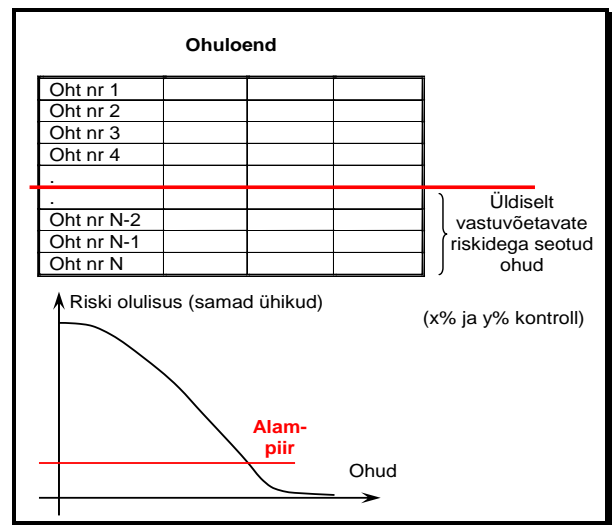 Ohuloend
Oht nr 1
Oht nr 2
Oht nr 3
Oht nr 4
.
.
Oht nr N-2
Oht nr N-1
Oht nr N
Üldiselt
vastuvõetavate
riskidega seotud
ohud
Riski olulisus (samad ühikud)
(x% ja y% kontroll)
Alam-
piir
Ohud